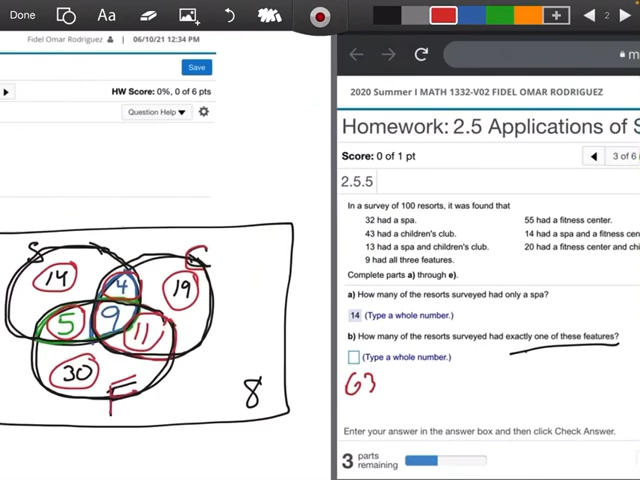 Done
Aa
2
Fidel Omar Rodriguez
06/10/21 12:34 PM
Save
HW Score: 0%, 0 of 6 pts
Question Help
S
C
14
4
19
5
9
11
30
F
8
m
2020 Summer I MATH 1332-V02 FIDEL OMAR RODRIGUEZ
Homework: 2.5 Applications of S
Score: 0 of 1 pt
3 of 6
2.5.5
In a survey of 100 resorts, it was found that
32 had a spa.
55 had a fitness center.
43 had a children's club.
14 had a spa and a fitness cen
13 had a spa and children's club.
20 had a fitness center and chi
9 had all three features.
Complete parts a) through e).
a) How many of the resorts surveyed had only a spa?
14 (Type a whole number.)
b) How many of the resorts surveyed had exactly one of these features?
(Type a whole number.)
63
Enter your answer in the answer box and then click Check Answer.
3 parts remaining